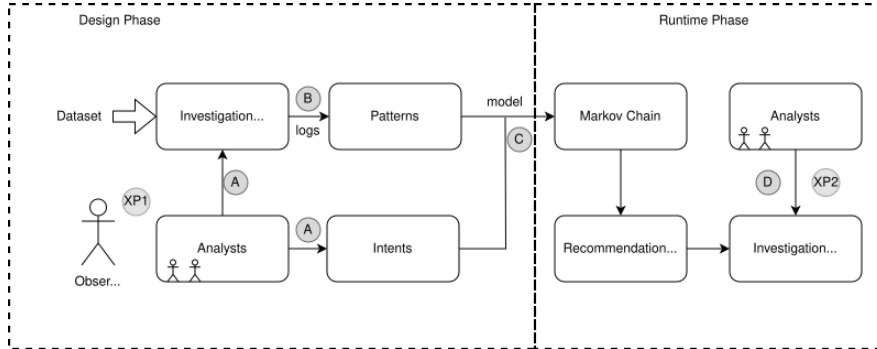 Design Phase
Runtime Phase
Dataset
Investigation...
B
logs
Patterns
model
C
Markov Chain
Analysts
A
XP1
D
XP2
Obser...
Analysts
A
Intents
Recommendation...
Investigation...